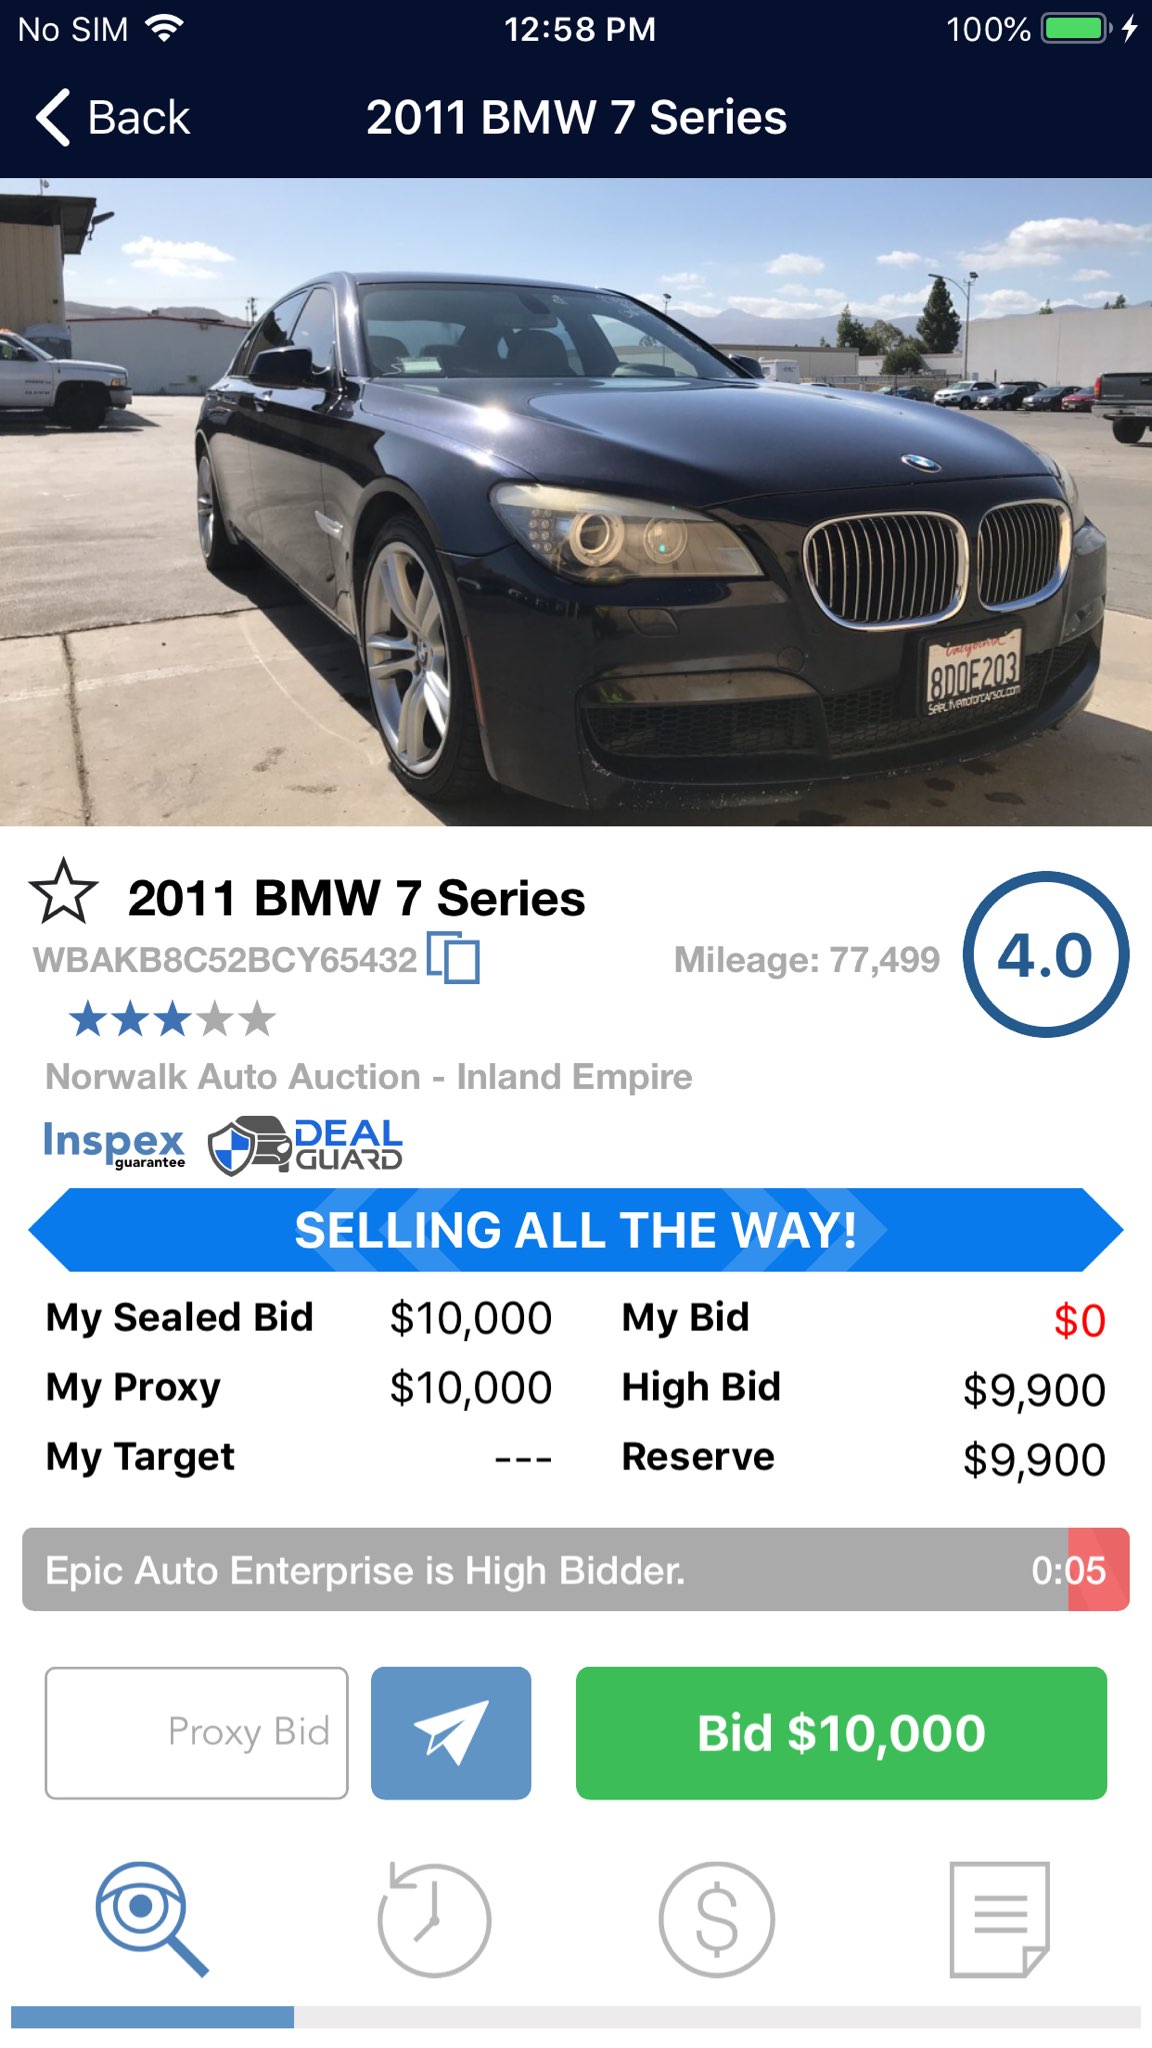 No SIM 12:58 PM 100%
Back 2011 BMW 7 Series
California
8DOE203
Selectivemotorcarsoc.com
2011 BMW 7 Series
WBAKB8C52BCY65432 Mileage: 77,499 4.0
Norwalk Auto Auction - Inland Empire
Inspex guarantee DEAL GUARD
SELLING ALL THE WAY!
My Sealed Bid $10,000 My Bid $0
My Proxy $10,000 High Bid $9,900
My Target --- Reserve $9,900
Epic Auto Enterprise is High Bidder. 0:05
Proxy Bid Bid $10,000